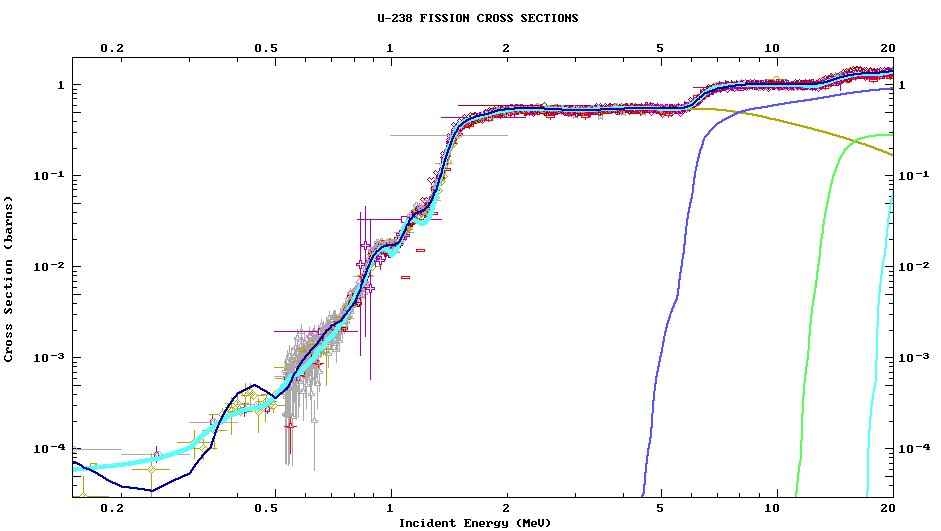 U-238 FISSION CROSS SECTIONS
0.2 0.5 1 2 5 10 20
1 1
10⁻¹ 10⁻¹
10⁻² 10⁻²
10⁻³ 10⁻³
10⁻⁴ 10⁻⁴
Cross Section (barns)
0.2 0.5 1 2 5 10 20
Incident Energy (MeV)